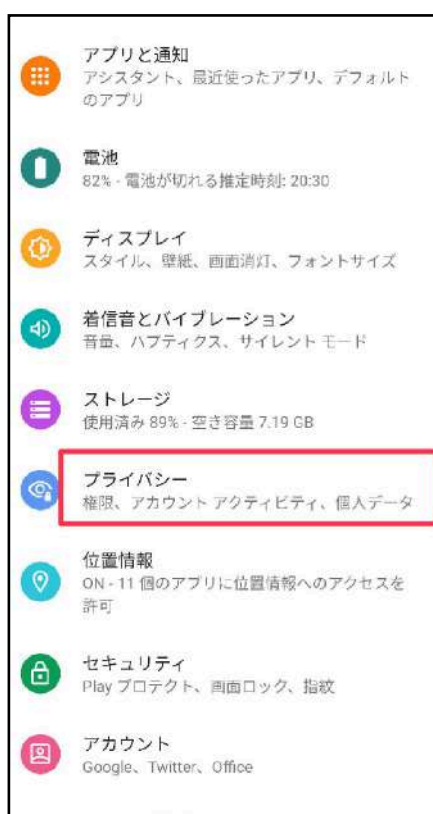 アプリと通知
アシスタント、最近使ったアプリ、デフォルト
のアプリ
電池
82% - 電池が切れる推定時刻: 20:30
ディスプレイ
スタイル、壁紙、画面消灯、フォントサイズ
着信音とバイブレーション
音量、ハプティクス、サイレント モード
ストレージ
使用済み 89% - 空き容量 7.19 GB
プライバシー
権限、アカウント アクティビティ、個人データ
位置情報
ON - 11 個のアプリに位置情報へのアクセスを
許可
セキュリティ
Play プロテクト、画面ロック、指紋
アカウント
Google、Twitter、Office